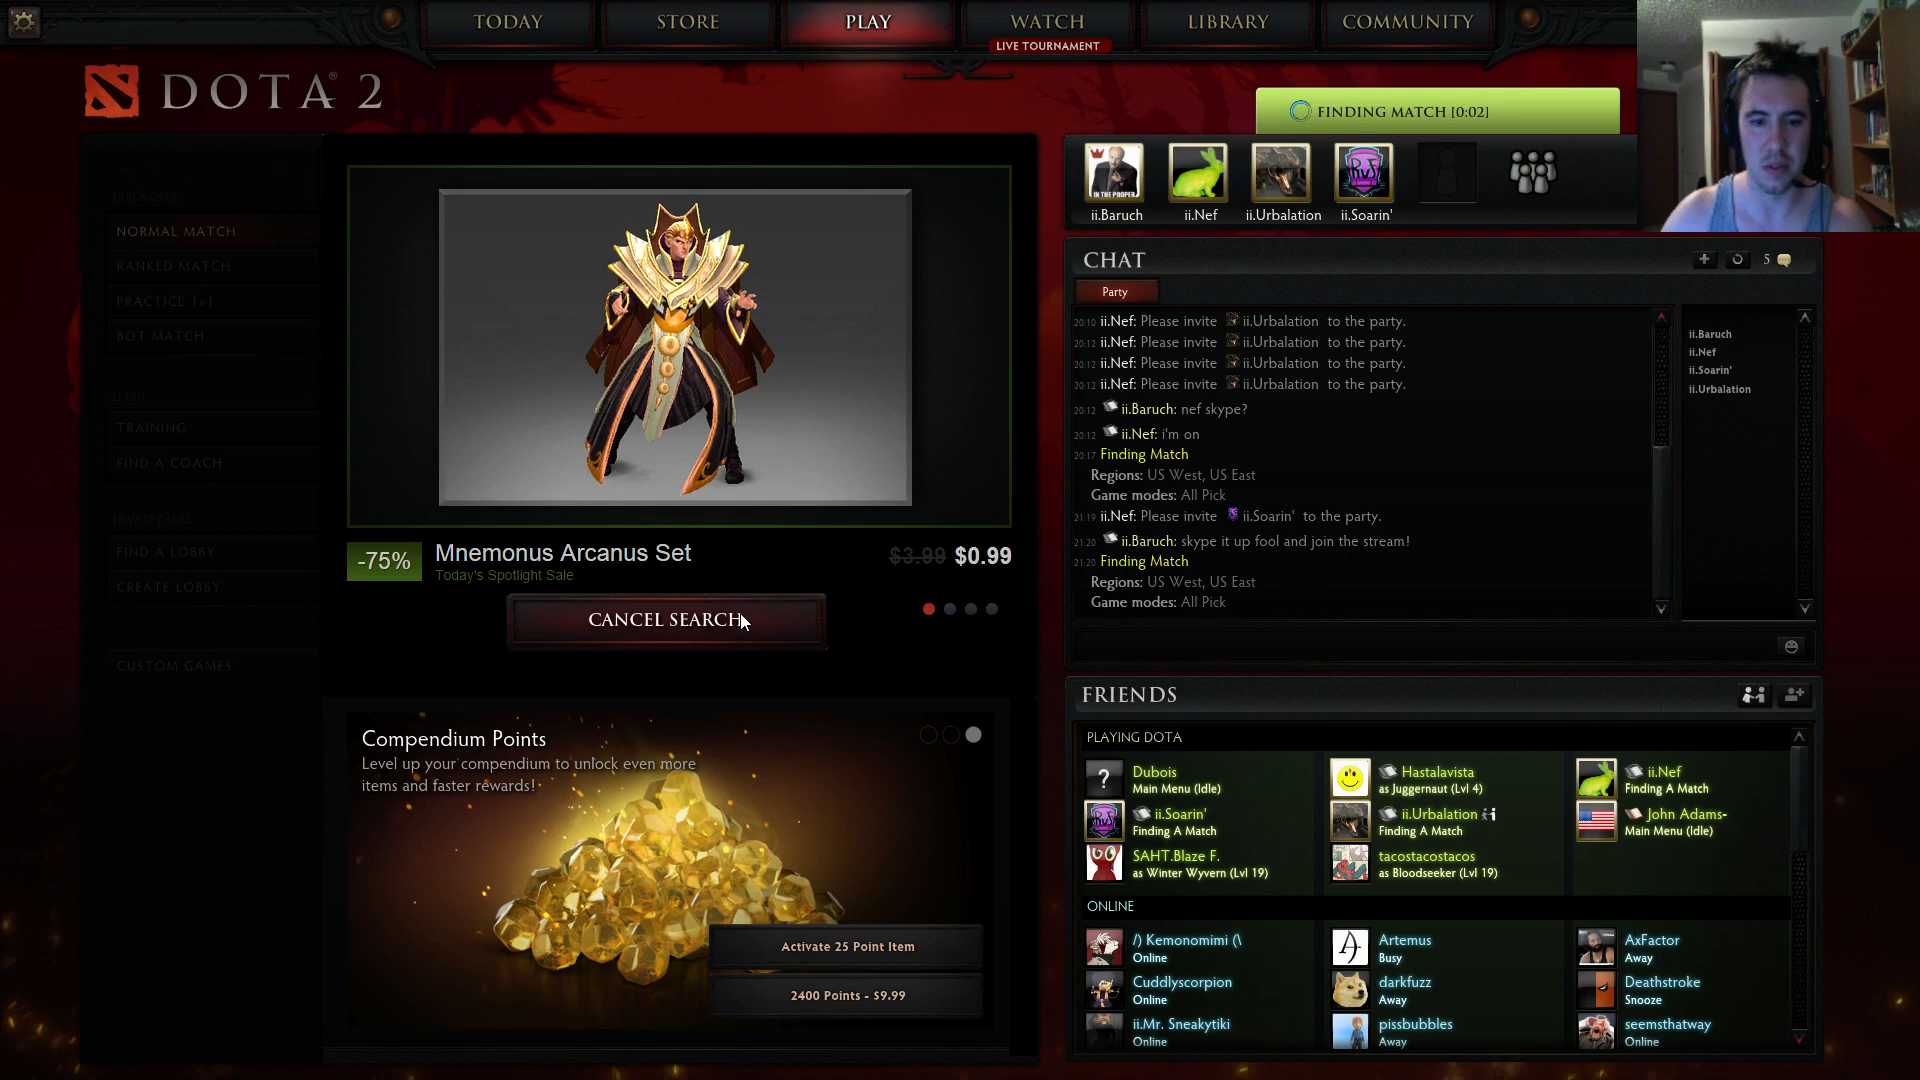 TODAY
STORE
PLAY
WATCH
LIBRARY
COMMUNITY
LIVE TOURNAMENT
DOTA® 2
FINDING MATCH [0:02]
IN THE POOPER
ii.Baruch
ii.Nef
ii.Urbalation
ii.Soarin'
FIND A GAME
NORMAL MATCH
RANKED MATCH
PRACTICE 1v1
BOT MATCH
LEARN
TRAINING
FIND A COACH
PRIVATE GAMES
FIND A LOBBY
CREATE LOBBY
CUSTOM GAMES
-75%
Mnemonus Arcanus Set
Today's Spotlight Sale
$3.99 $0.99
CANCEL SEARCH
Compendium Points
Level up your compendium to unlock even more
items and faster rewards!
Activate 25 Point Item
2400 Points - $9.99
CHAT
5
Party
20:10 ii.Nef: Please invite ii.Urbalation to the party.
20:12 ii.Nef: Please invite ii.Urbalation to the party.
20:12 ii.Nef: Please invite ii.Urbalation to the party.
20:12 ii.Nef: Please invite ii.Urbalation to the party.
20:12 ii.Baruch: nef skype?
20:12 ii.Nef: i'm on
20:17 Finding Match
Regions: US West, US East
Game modes: All Pick
21:19 ii.Nef: Please invite ii.Soarin' to the party.
21:20 ii.Baruch: skype it up fool and join the stream!
21:20 Finding Match
Regions: US West, US East
Game modes: All Pick
ii.Baruch
ii.Nef
ii.Soarin'
ii.Urbalation
FRIENDS
PLAYING DOTA
Dubois
Main Menu (Idle)
Hastalavista
as Juggernaut (Lvl 4)
ii.Nef
Finding A Match
ii.Soarin'
Finding A Match
ii.Urbalation
Finding A Match
John Adams-
Main Menu (Idle)
SAHT.Blaze F.
as Winter Wyvern (Lvl 19)
tacostacostacos
as Bloodseeker (Lvl 19)
ONLINE
/) Kemonomimi (\
Online
Artemus
Busy
AxFactor
Away
Cuddlyscorpion
Online
darkfuzz
Away
Deathstroke
Snooze
ii.Mr. Sneakytiki
Online
pissbubbles
Away
seemsthatway
Online